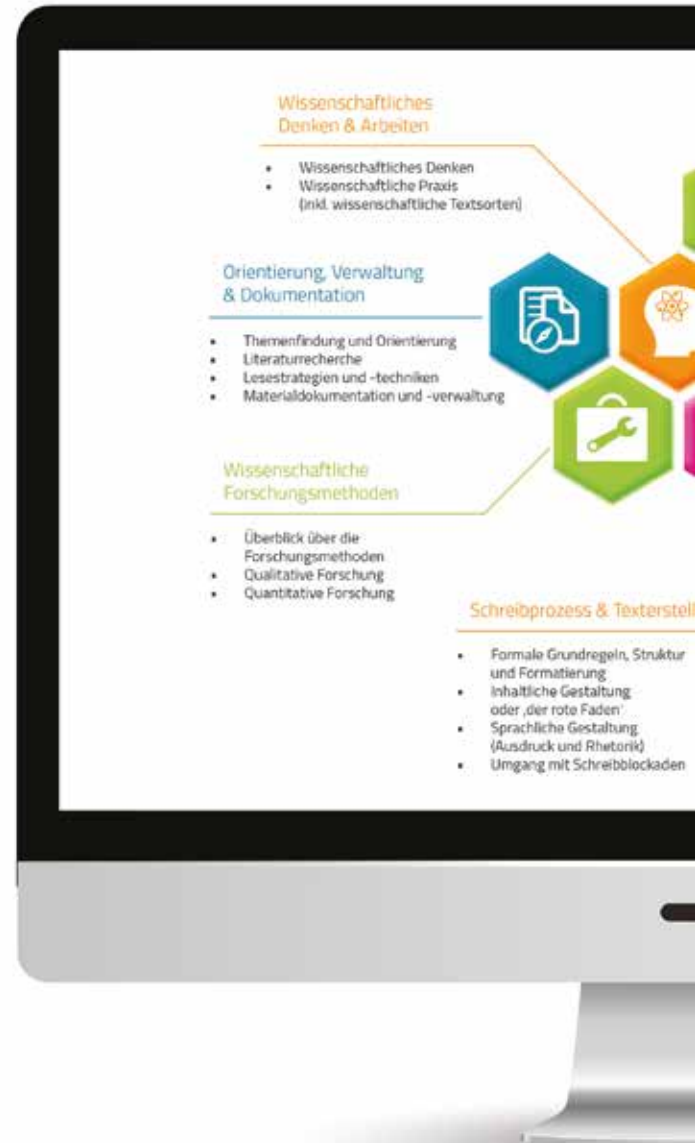 Wissenschaftliches
Denken & Arbeiten
• Wissenschaftliches Denken
• Wissenschaftliche Praxis
(inkl. wissenschaftliche Textsorten)
Orientierung, Verwaltung
& Dokumentation
• Themenfindung und Orientierung
• Literaturrecherche
• Lesestrategien und -techniken
• Materialdokumentation und -verwaltung
Wissenschaftliche
Forschungsmethoden
• Überblick über die
Forschungsmethoden
• Qualitative Forschung
• Quantitative Forschung
Schreibprozess & Texterstell
• Formale Grundregeln, Struktur
und Formatierung
• Inhaltliche Gestaltung
oder ‚der rote Faden‘
• Sprachliche Gestaltung
(Ausdruck und Rhetorik)
• Umgang mit Schreibblockaden